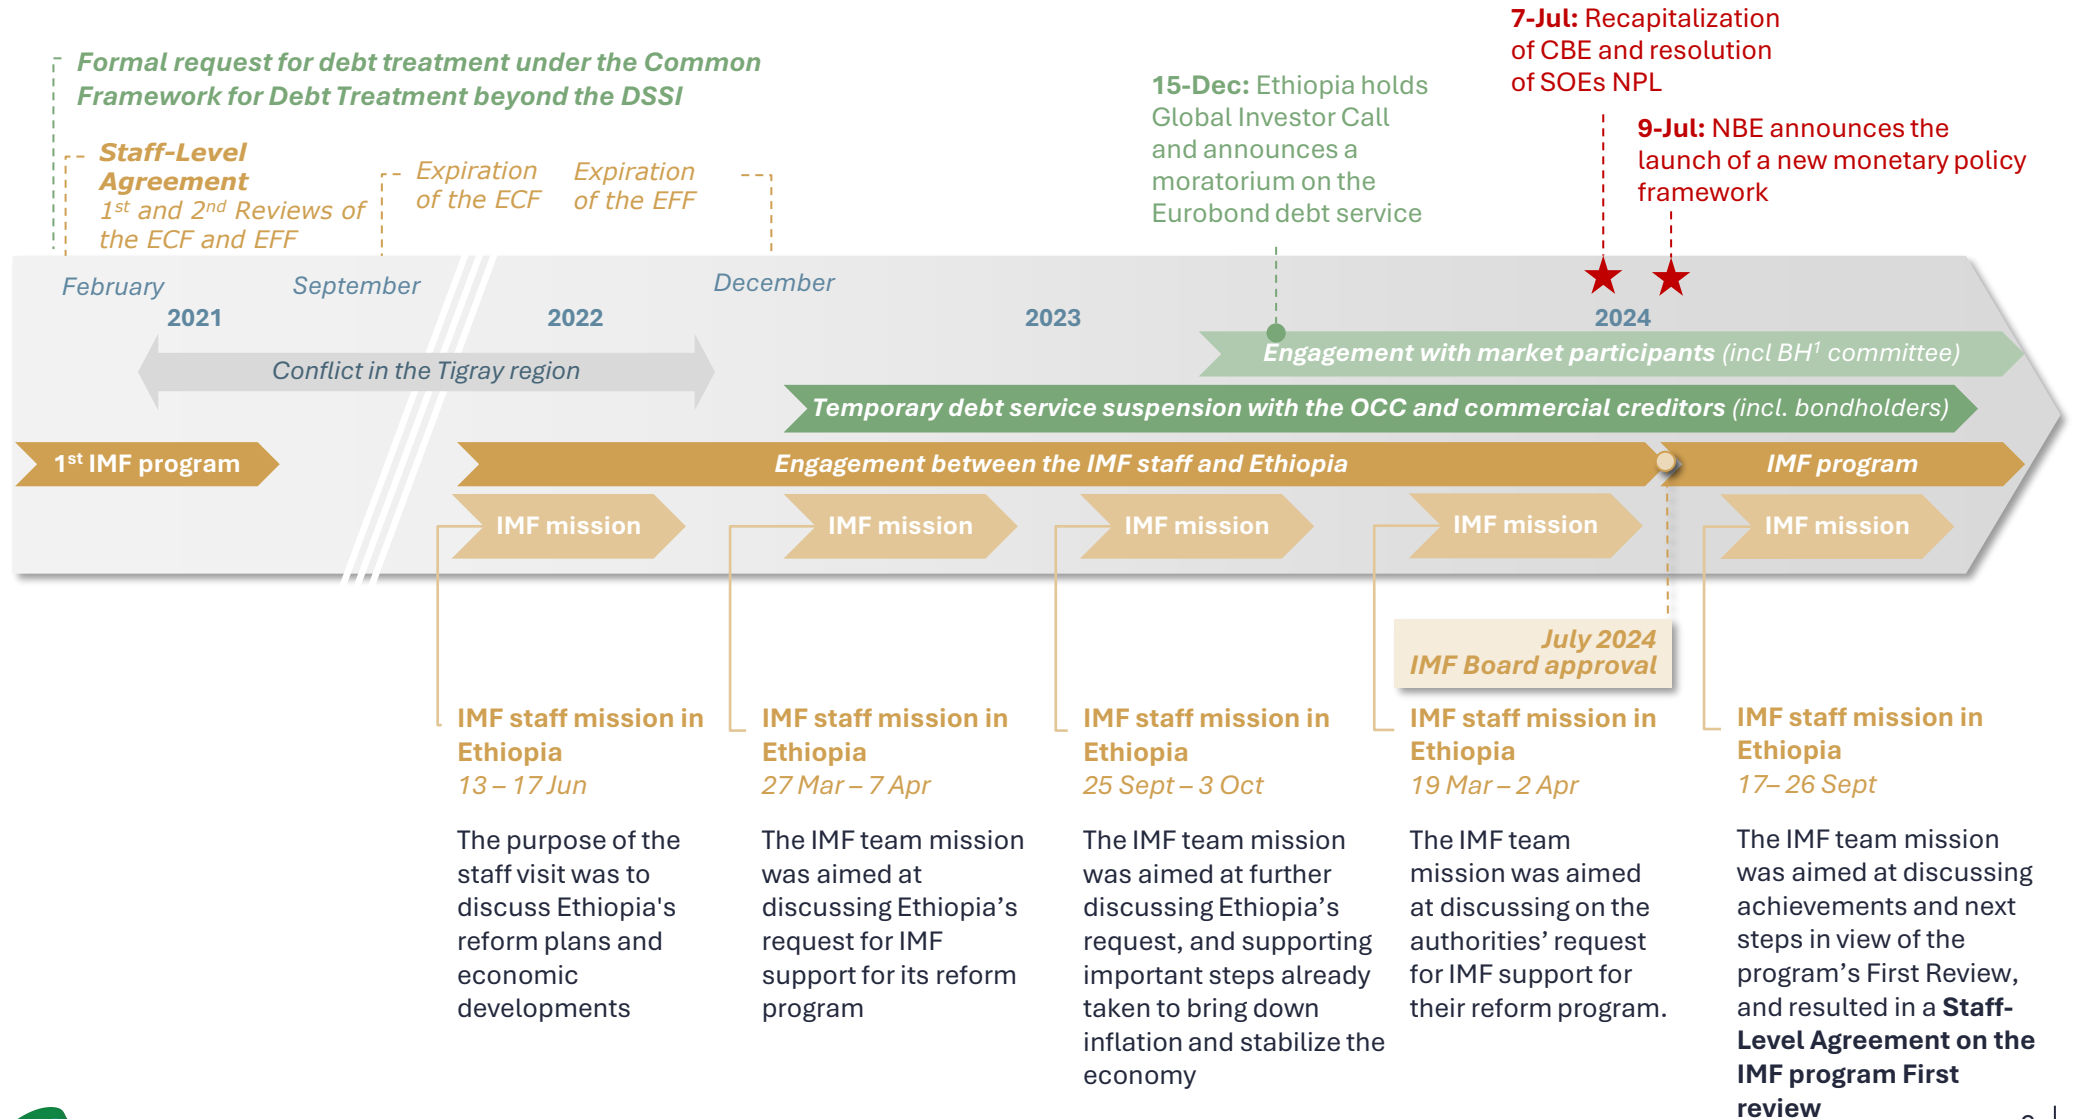 7-Jul: Recapitalization
of CBE and resolution
of SOEs NPL
Formal request for debt treatment under the Common
Framework for Debt Treatment beyond the DSSI
15-Dec: Ethiopia holds
Global Investor Call
and announces a
moratorium on the
Eurobond debt service
9-Jul: NBE announces the
launch of a new monetary policy
framework
Staff-Level
Agreement
1st and 2nd Reviews of
the ECF and EFF
Expiration
of the ECF
Expiration
of the EFF
February
September
December
2021
2022
2023
2024
Engagement with market participants (incl BH1 committee)
Conflict in the Tigray region
Temporary debt service suspension with the OCC and commercial creditors (incl. bondholders)
1st IMF program
Engagement between the IMF staff and Ethiopia
IMF program
IMF mission
IMF mission
IMF mission
IMF mission
IMF mission
July 2024
IMF Board approval
IMF staff mission in
Ethiopia
13 – 17 Jun
The purpose of the
staff visit was to
discuss Ethiopia's
reform plans and
economic
developments
IMF staff mission in
Ethiopia
27 Mar – 7 Apr
The IMF team mission
was aimed at
discussing Ethiopia’s
request for IMF
support for its reform
program
IMF staff mission in
Ethiopia
25 Sept – 3 Oct
The IMF team mission
was aimed at further
discussing Ethiopia’s
request, and supporting
important steps already
taken to bring down
inflation and stabilize the
economy
IMF staff mission in
Ethiopia
19 Mar – 2 Apr
The IMF team
mission was aimed
at discussing on the
authorities’ request
for IMF support for
their reform program.
IMF staff mission in
Ethiopia
17– 26 Sept
The IMF team mission
was aimed at discussing
achievements and next
steps in view of the
program’s First Review,
and resulted in a Staff-
Level Agreement on the
IMF program First
review